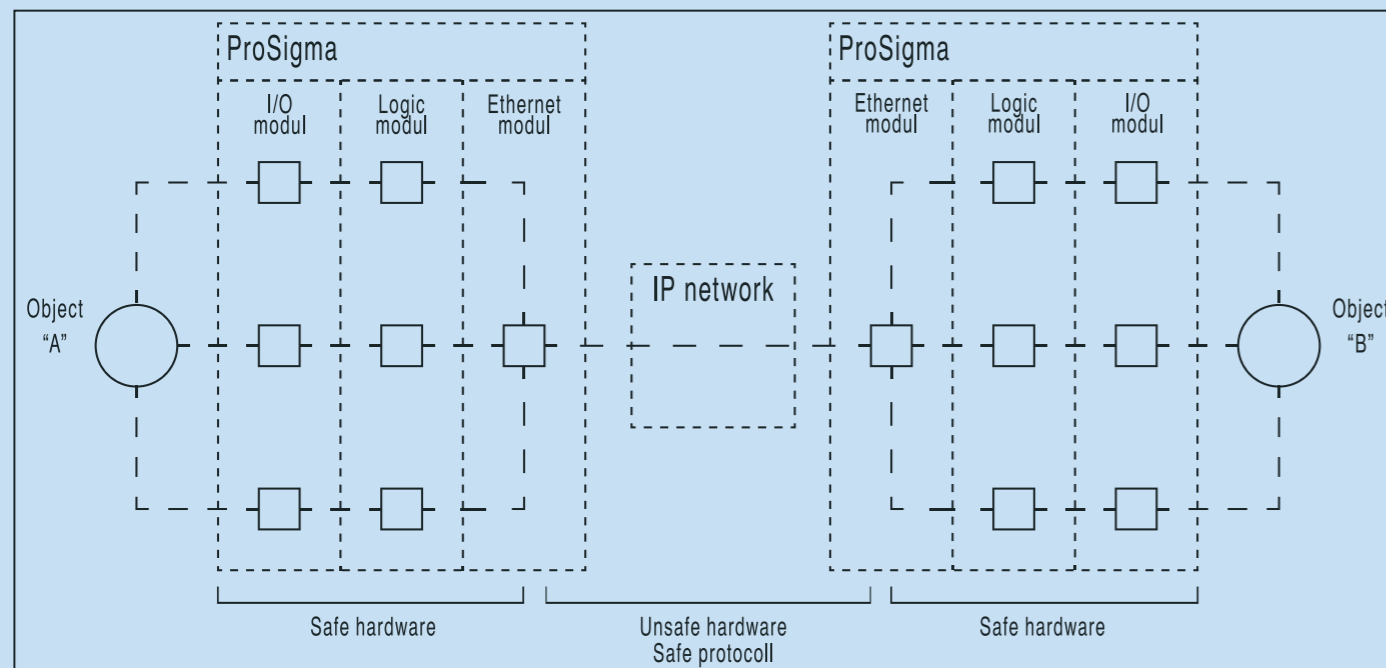 ProSigma
ProSigma
I/O
modul
Logic
modul
Ethernet
modul
Ethernet
modul
Logic
modul
I/O
modul
IP network
Object
“A”
Object
“B”
Safe hardware
Unsafe hardware
Safe protocoll
Safe hardware